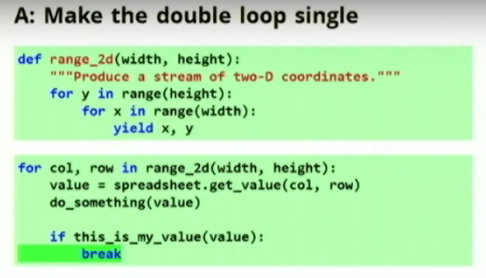 A: Make the double loop single
def range_2d(width, height):
    """Produce a stream of two-D coordinates."""
    for y in range(height):
        for x in range(width):
            yield x, y
for col, row in range_2d(width, height):
    value = spreadsheet.get_value(col, row)
    do_something(value)
    if this_is_my_value(value):
        break